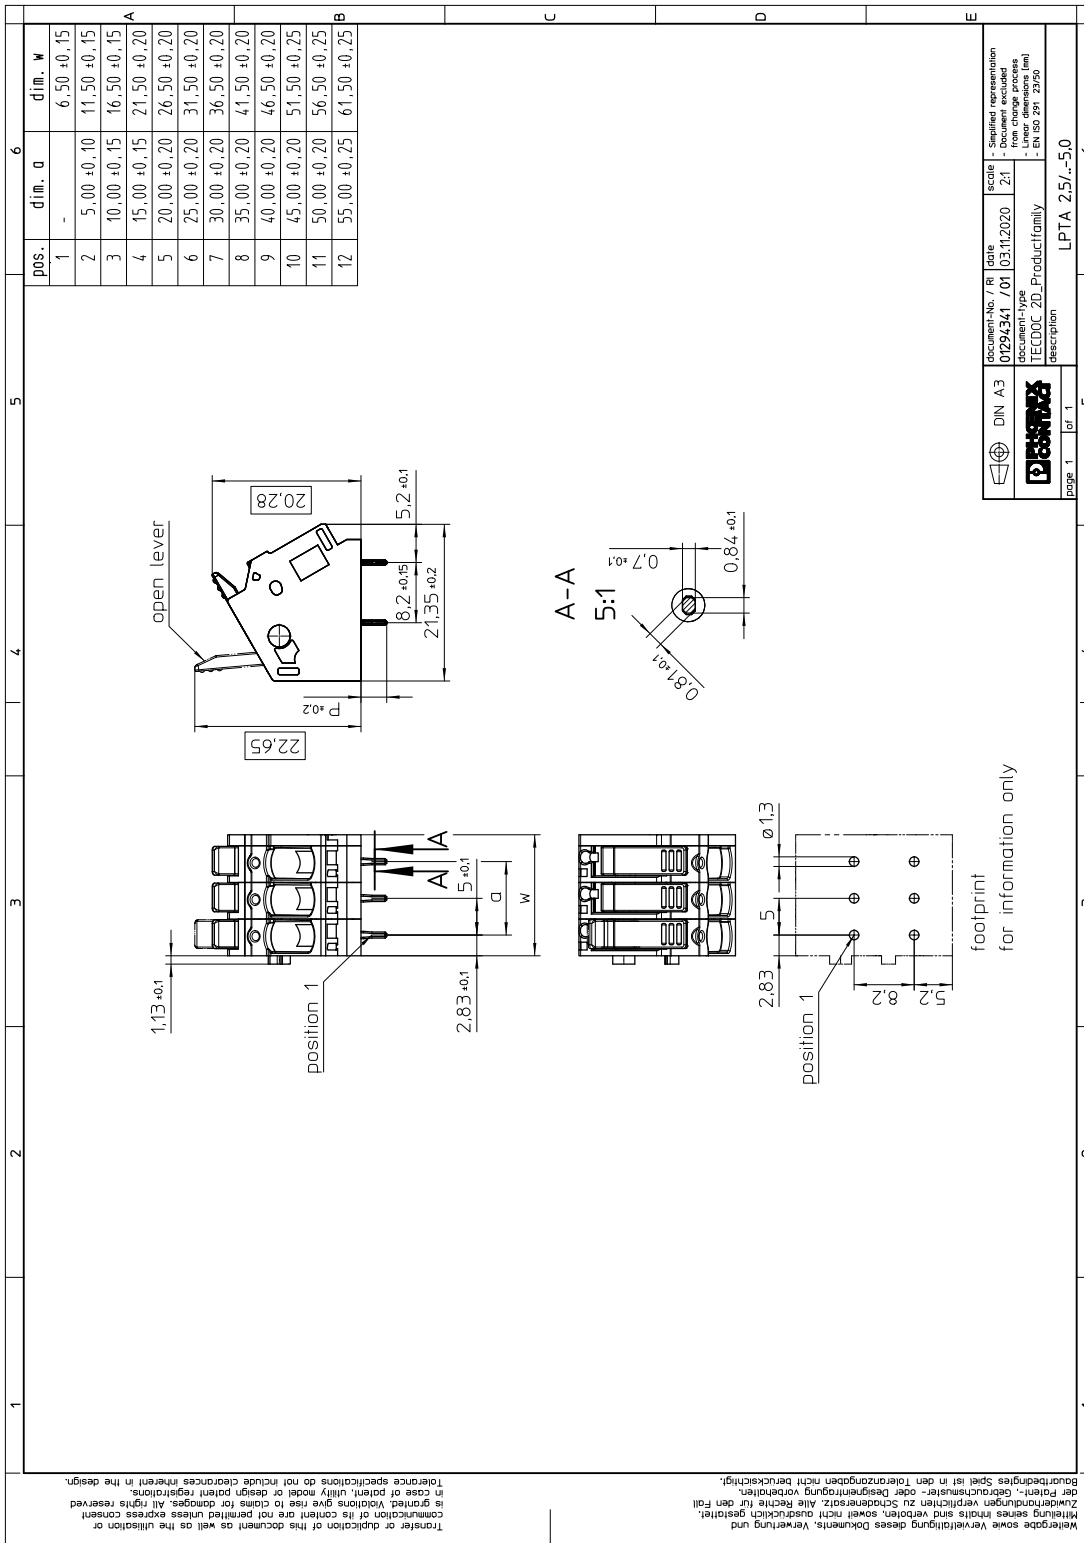 pos. dim. a dim. w
1 - 6,50 ±0,15
2 5,00 ±0,10 11,50 ±0,15
3 10,00 ±0,15 16,50 ±0,15
4 15,00 ±0,15 21,50 ±0,20
5 20,00 ±0,20 26,50 ±0,20
6 25,00 ±0,20 31,50 ±0,20
7 30,00 ±0,20 36,50 ±0,20
8 35,00 ±0,20 41,50 ±0,20
9 40,00 ±0,20 46,50 ±0,20
10 45,00 ±0,20 51,50 ±0,25
11 50,00 ±0,20 56,50 ±0,25
12 55,00 ±0,25 61,50 ±0,25
1 2 3 4 5 6
A
B
C
D
E
open lever
20,28
5,2 ±0,1
8,2 ±0,15
21,35 ±0,2
P ±0,2
22,65
1,13 ±0,1
position 1
2,83 ±0,1
5 ±0,1
a
w
A
A
A-A
5:1
0,7 ±0,1
0,84 ±0,1
0,81 ±0,1
2,83
5
ø1,3
position 1
8,2
5,2
footprint
for information only
DIN A3
PHOENIX
CONTACT
page 1 of 1
document-No. / RI
01294341 / 01
date
03.11.2020
scale
2:1
- Simplified representation
- Document excluded
from change process
- Linear dimensions [mm]
- EN ISO 291 23/50
document-type
TECDOC 2D_Productfamily
description
LPTA 2,5/..-5,0
Transfer or duplication of this document as well as the utilisation or
communication of its content are not permitted unless express consent
is granted. Violations give rise to claims for damages. All rights reserved
in case of patent, utility model or design patent registrations.
Tolerance specifications do not include clearances inherent in the design.
Weitergabe sowie Vervielfältigung dieses Dokuments, Verwertung und
Mitteilung seines Inhalts sind verboten, soweit nicht ausdrücklich gestattet.
Zuwiderhandlungen verpflichten zu Schadenersatz. Alle Rechte für den Fall
der Patent-, Gebrauchsmuster- oder Designeintragung vorbehalten.
Bauartbedingtes Spiel ist in den Toleranzangaben nicht berücksichtigt.